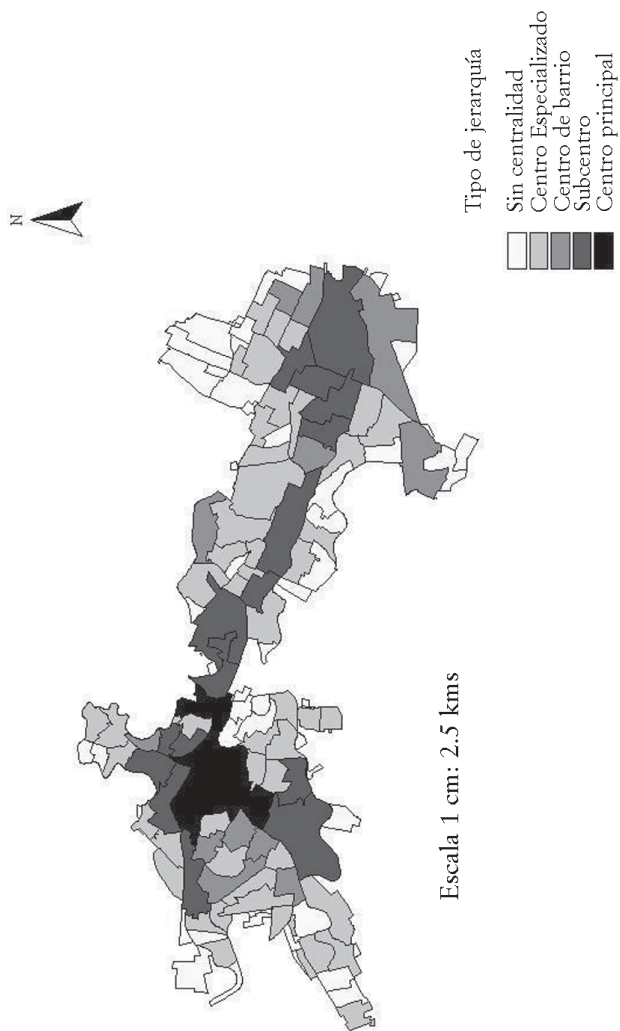 N
Tipo de jerarquía
Sin centralidad
Centro Especializado
Centro de barrio
Subcentro
Centro principal
Escala 1 cm: 2.5 kms